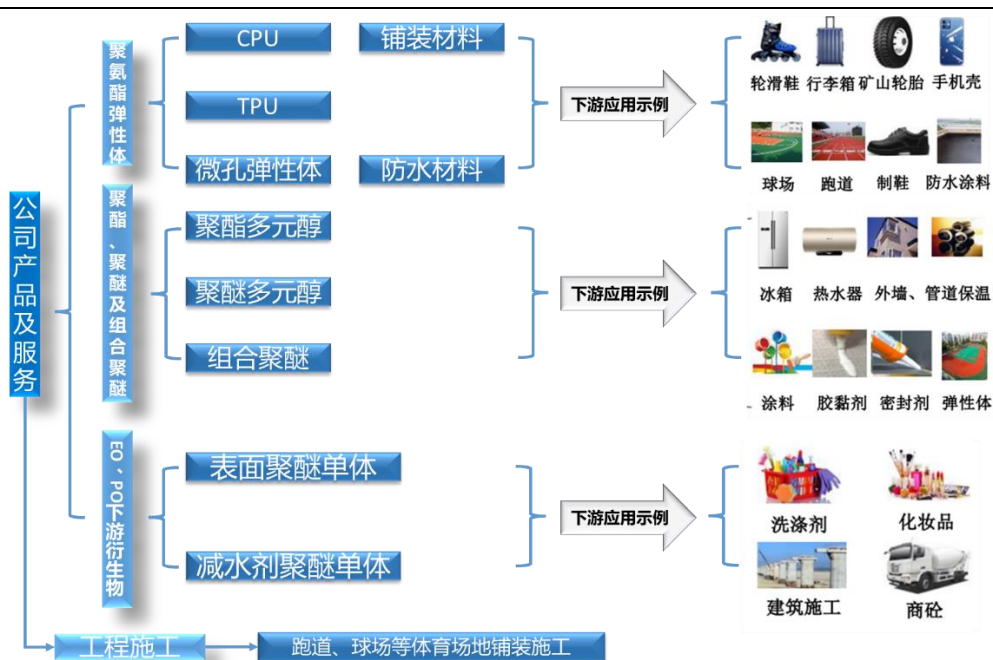 公司产品及服务
聚氨酯弹性体
CPU
铺装材料
TPU
微孔弹性体
防水材料
下游应用示例
轮滑鞋 行李箱 矿山轮胎 手机壳
球场 跑道 制鞋 防水涂料
聚酯、聚醚及组合聚醚
聚酯多元醇
聚醚多元醇
组合聚醚
下游应用示例
冰箱 热水器 外墙、管道保温
涂料 胶黏剂 密封剂 弹性体
EO、PO下游衍生物
表面聚醚单体
减水剂聚醚单体
下游应用示例
洗涤剂 化妆品
建筑施工 商砼
工程施工
跑道、球场等体育场地铺装施工